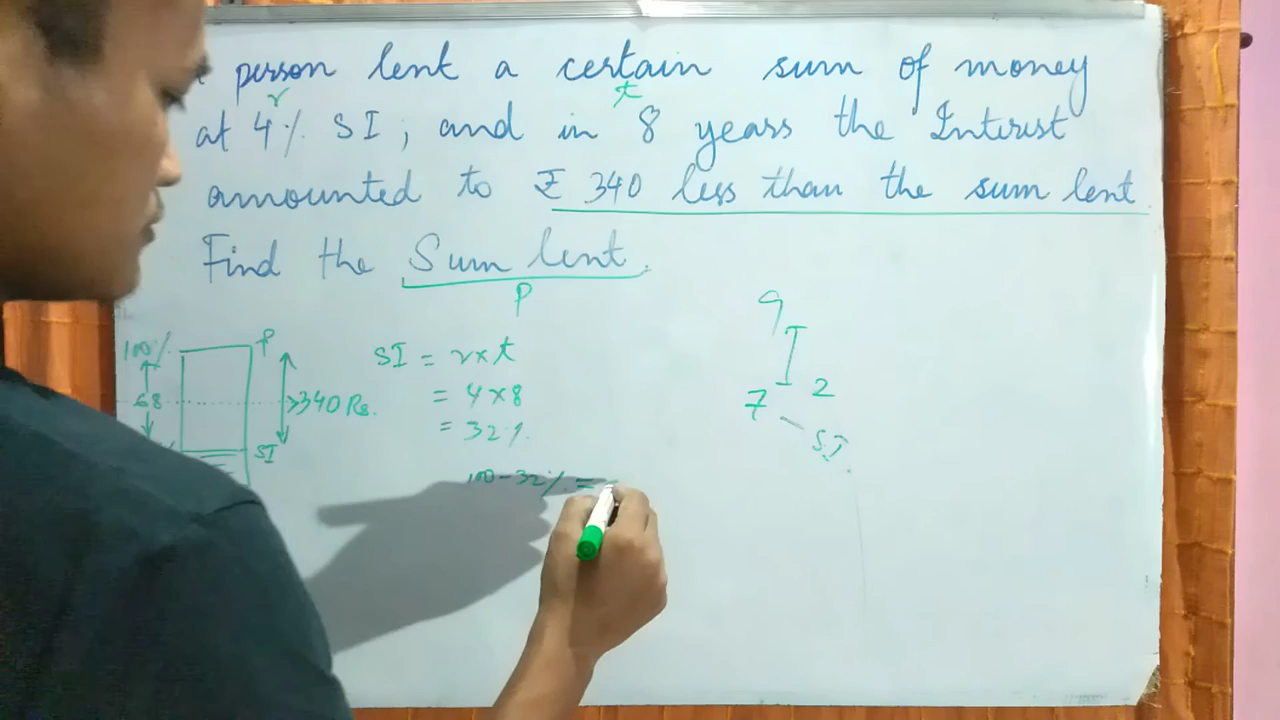 person lent a certain sum of money
r t
at 4% SI, and in 8 years the Interest
amounted to ₹ 340 less than the sum lent.
Find the Sum lent.
P
100% P
68 340 Rs.
SI
SI = r×t
= 4×8
= 32%.
100-32% =
9
7 2
S.I.